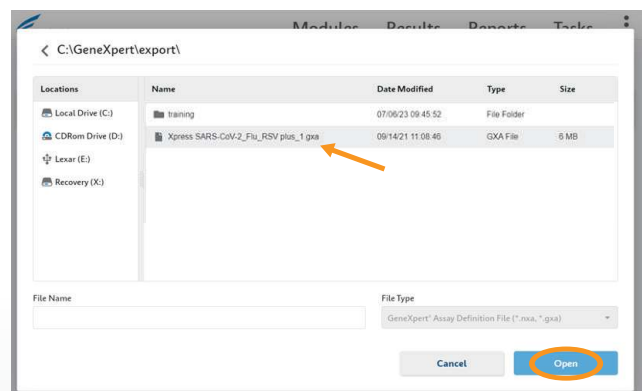 Modules Results Reports Tasks
C:\GeneXpert\export\
Locations Name Date Modified Type Size
Local Drive (C:) training 07/06/23 09:45:52 File Folder
CDRom Drive (D:) Xpress SARS-CoV-2_Flu_RSV plus_1.gxa 09/14/21 11:08:46 GXA File 6 MB
Lexar (E:)
Recovery (X:)
File Name File Type
GeneXpert® Assay Definition File (*.nxa, *.gxa)
Cancel Open